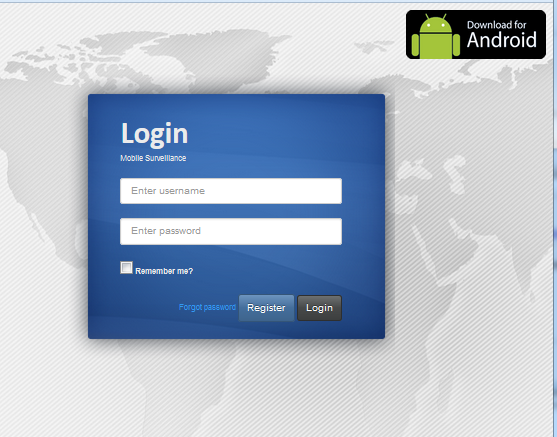 Download for
Android
Login
Mobile Surveillance
Enter username
Enter password
Remember me?
Forgot password Register Login